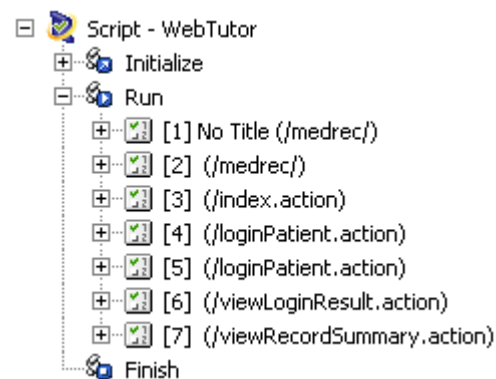 Script - WebTutor
Initialize
Run
[1] No Title (/medrec/)
[2] (/medrec/)
[3] (/index.action)
[4] (/loginPatient.action)
[5] (/loginPatient.action)
[6] (/viewLoginResult.action)
[7] (/viewRecordSummary.action)
Finish